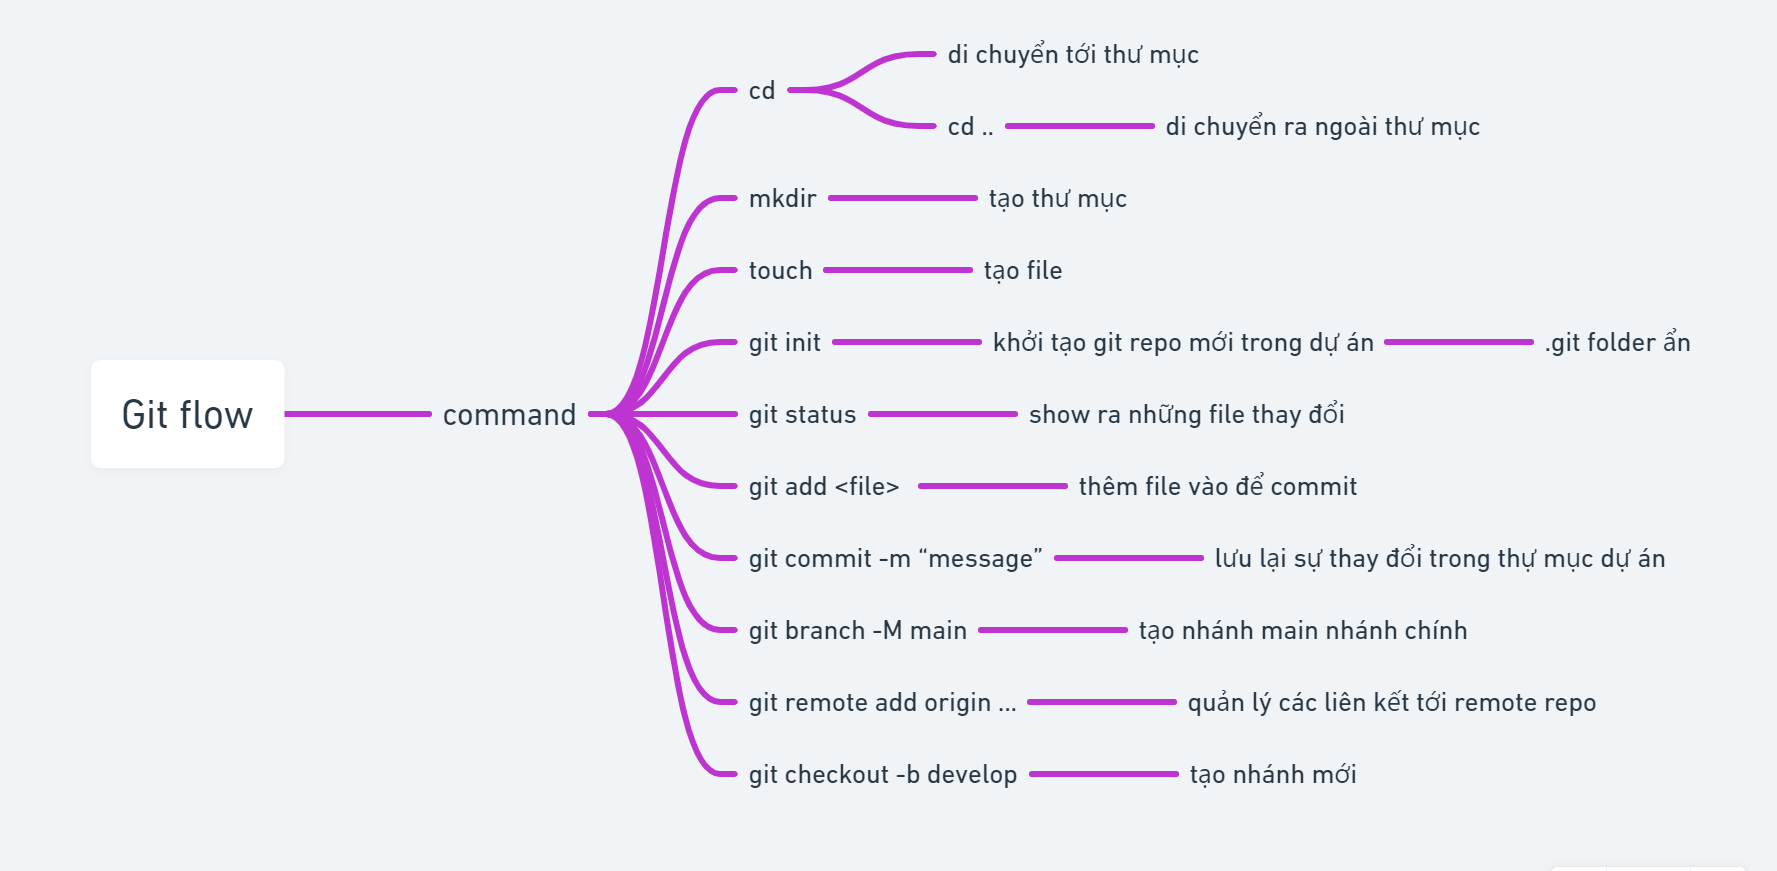 Git flow
command
cd
di chuyển tới thư mục
cd ..
di chuyển ra ngoài thư mục
mkdir
tạo thư mục
touch
tạo file
git init
khởi tạo git repo mới trong dự án
.git folder ẩn
git status
show ra những file thay đổi
git add <file>
thêm file vào để commit
git commit -m “message”
lưu lại sự thay đổi trong thự mục dự án
git branch -M main
tạo nhánh main nhánh chính
git remote add origin ...
quản lý các liên kết tới remote repo
git checkout -b develop
tạo nhánh mới